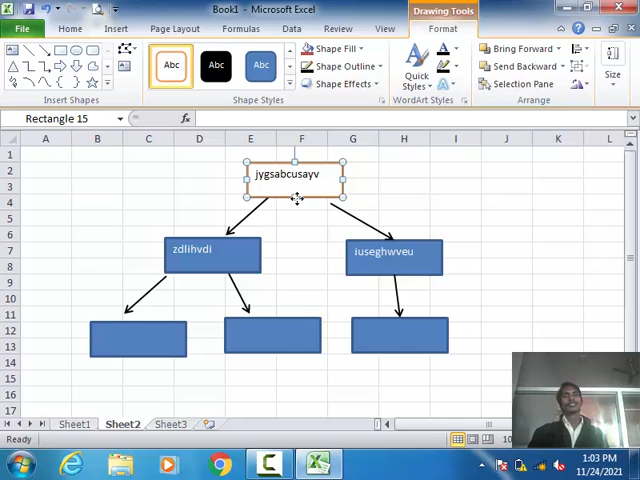 Book1 - Microsoft Excel
Drawing Tools
File Home Insert Page Layout Formulas Data Review View Format
Abc Abc Abc
Shape Fill
Shape Outline
Shape Effects
Quick Styles
A
Bring Forward
Send Backward
Selection Pane
Size
Insert Shapes Shape Styles WordArt Styles Arrange
Rectangle 15 fx
A B C D E F G H I J K L
1
2
3
4
5
6
7
8
9
10
11
12
13
14
15
16
17
jygsabcusayv
zdlihvdi
iuseghwveu
Sheet1 Sheet2 Sheet3
Ready
10
1:03 PM
11/24/2021